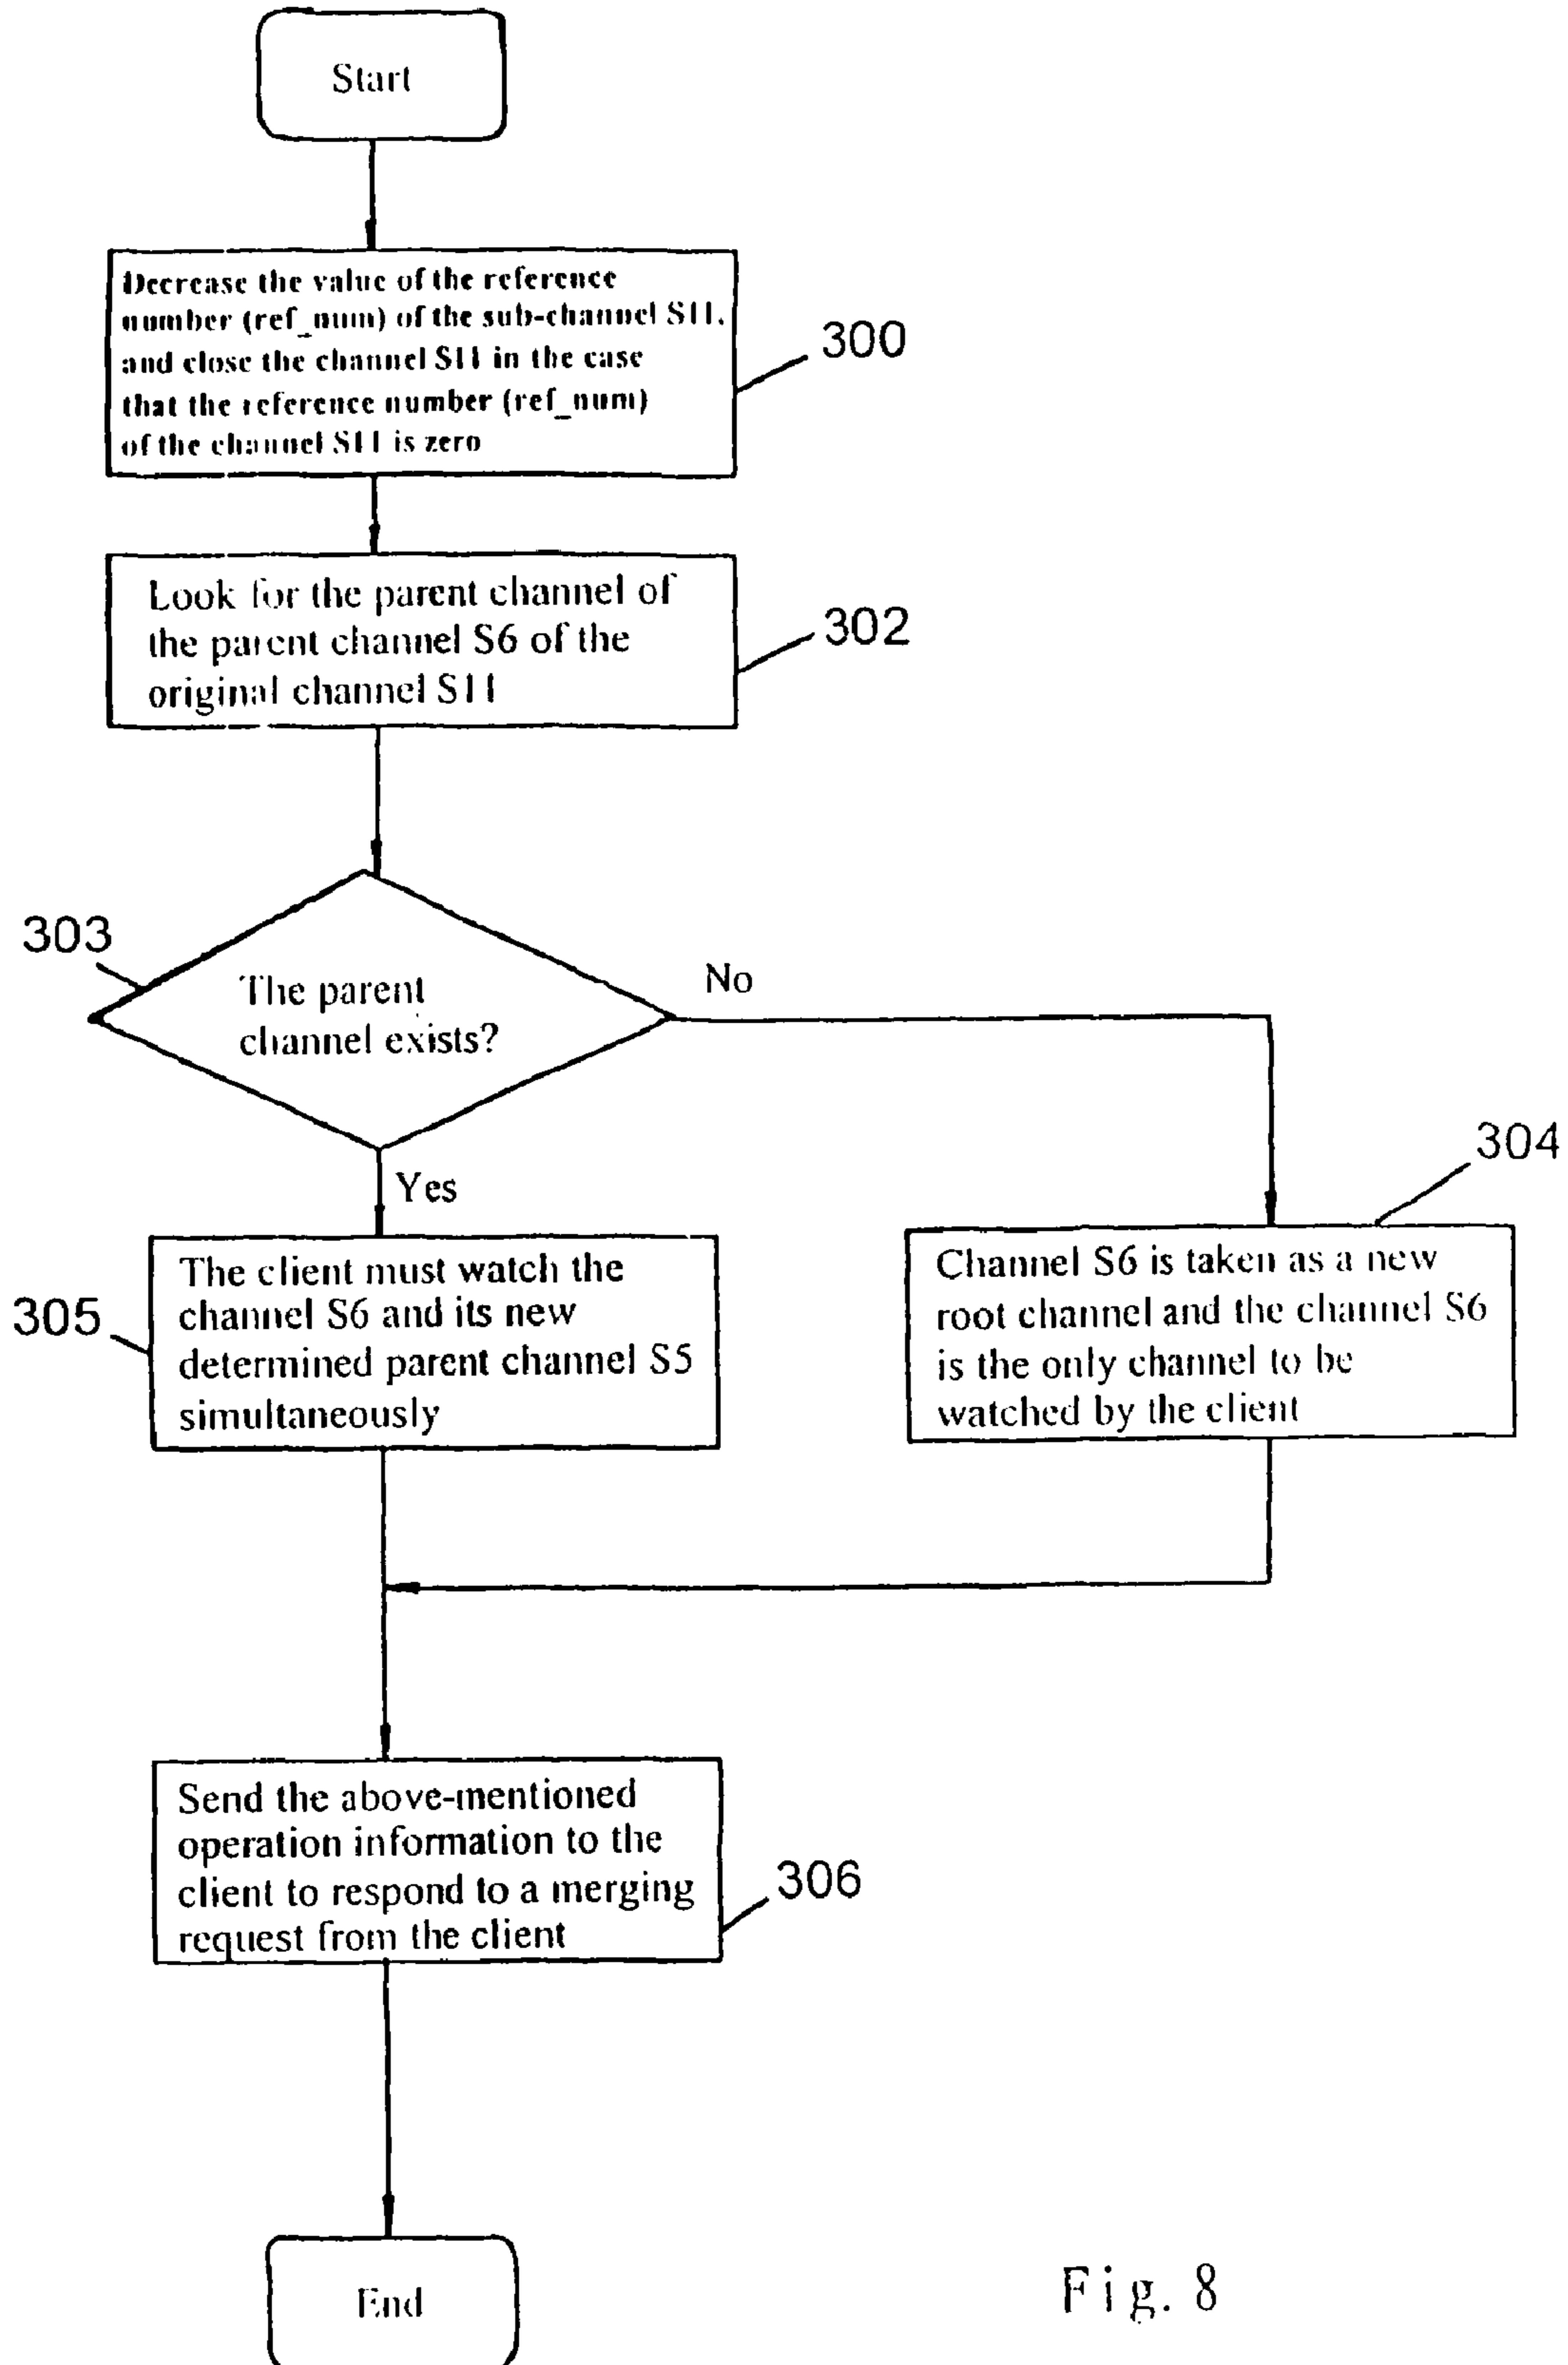 Start
Decrease the value of the reference
number (ref_num) of the sub-channel S11,
and close the channel S11 in the case
that the reference number (ref_num)
of the channel S11 is zero
300
Look for the parent channel of
the parent channel S6 of the
original channel S11
302
303
The parent
channel exists?
No
Yes
304
305
The client must watch the
channel S6 and its new
determined parent channel S5
simultaneously
Channel S6 is taken as a new
root channel and the channel S6
is the only channel to be
watched by the client
Send the above-mentioned
operation information to the
client to respond to a merging
request from the client
306
End
Fig. 8